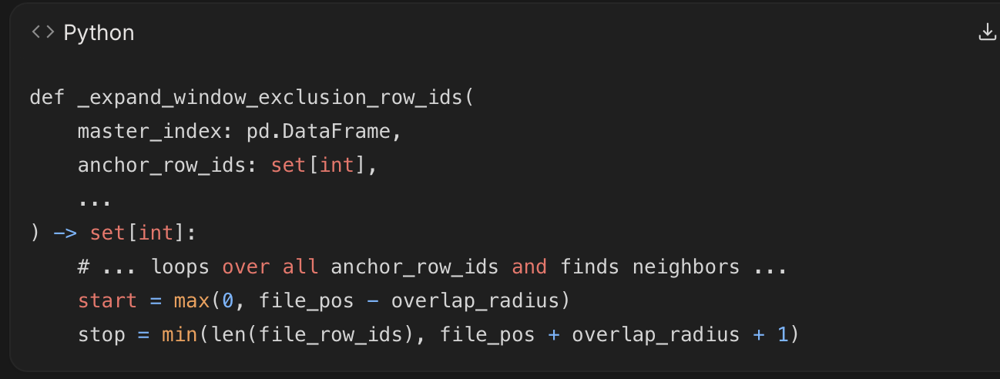 <> Python
def _expand_window_exclusion_row_ids(
    master_index: pd.DataFrame,
    anchor_row_ids: set[int],
    ...
) -> set[int]:
    # ... loops over all anchor_row_ids and finds neighbors ...
    start = max(0, file_pos - overlap_radius)
    stop = min(len(file_row_ids), file_pos + overlap_radius + 1)